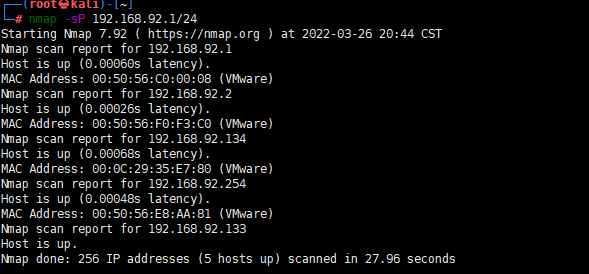 ┌──(root㉿kali)-[~]
└─# nmap -sP 192.168.92.1/24
Starting Nmap 7.92 ( https://nmap.org ) at 2022-03-26 20:44 CST
Nmap scan report for 192.168.92.1
Host is up (0.00060s latency).
MAC Address: 00:50:56:C0:00:08 (VMware)
Nmap scan report for 192.168.92.2
Host is up (0.00026s latency).
MAC Address: 00:50:56:F0:F3:C0 (VMware)
Nmap scan report for 192.168.92.134
Host is up (0.00068s latency).
MAC Address: 00:0C:29:35:E7:80 (VMware)
Nmap scan report for 192.168.92.254
Host is up (0.00048s latency).
MAC Address: 00:50:56:E8:AA:81 (VMware)
Nmap scan report for 192.168.92.133
Host is up.
Nmap done: 256 IP addresses (5 hosts up) scanned in 27.96 seconds